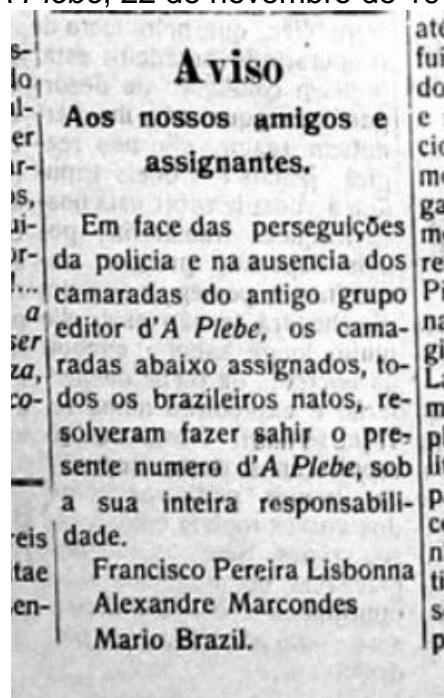 Plebe, 22 de novembro de 19
Aviso
Aos nossos amigos e
assignantes.
Em face das perseguições
da policia e na ausencia dos
camaradas do antigo grupo
editor d'A Plebe, os cama-
radas abaixo assignados, to-
dos os brazileiros natos, re-
solveram fazer sahir o pre-
sente numero d'A Plebe, sob
a sua inteira responsabili-
dade.
Francisco Pereira Lisbonna
Alexandre Marcondes
Mario Brazil.